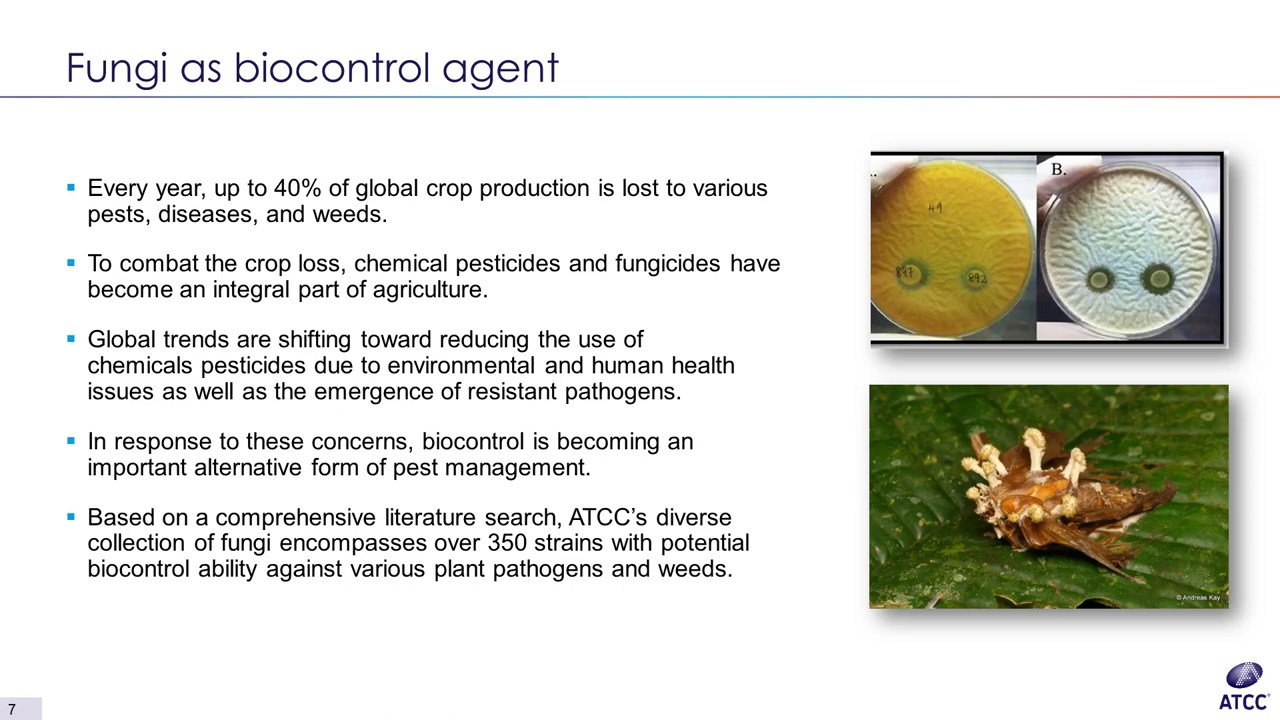 Fungi as biocontrol agent
Every year, up to 40% of global crop production is lost to various
pests, diseases, and weeds.
To combat the crop loss, chemical pesticides and fungicides have
become an integral part of agriculture.
Global trends are shifting toward reducing the use of
chemicals pesticides due to environmental and human health
issues as well as the emergence of resistant pathogens.
In response to these concerns, biocontrol is becoming an
important alternative form of pest management.
Based on a comprehensive literature search, ATCC’s diverse
collection of fungi encompasses over 350 strains with potential
biocontrol ability against various plant pathogens and weeds.
B.
49
897
892
© Andreas Kay
ATCC®
7